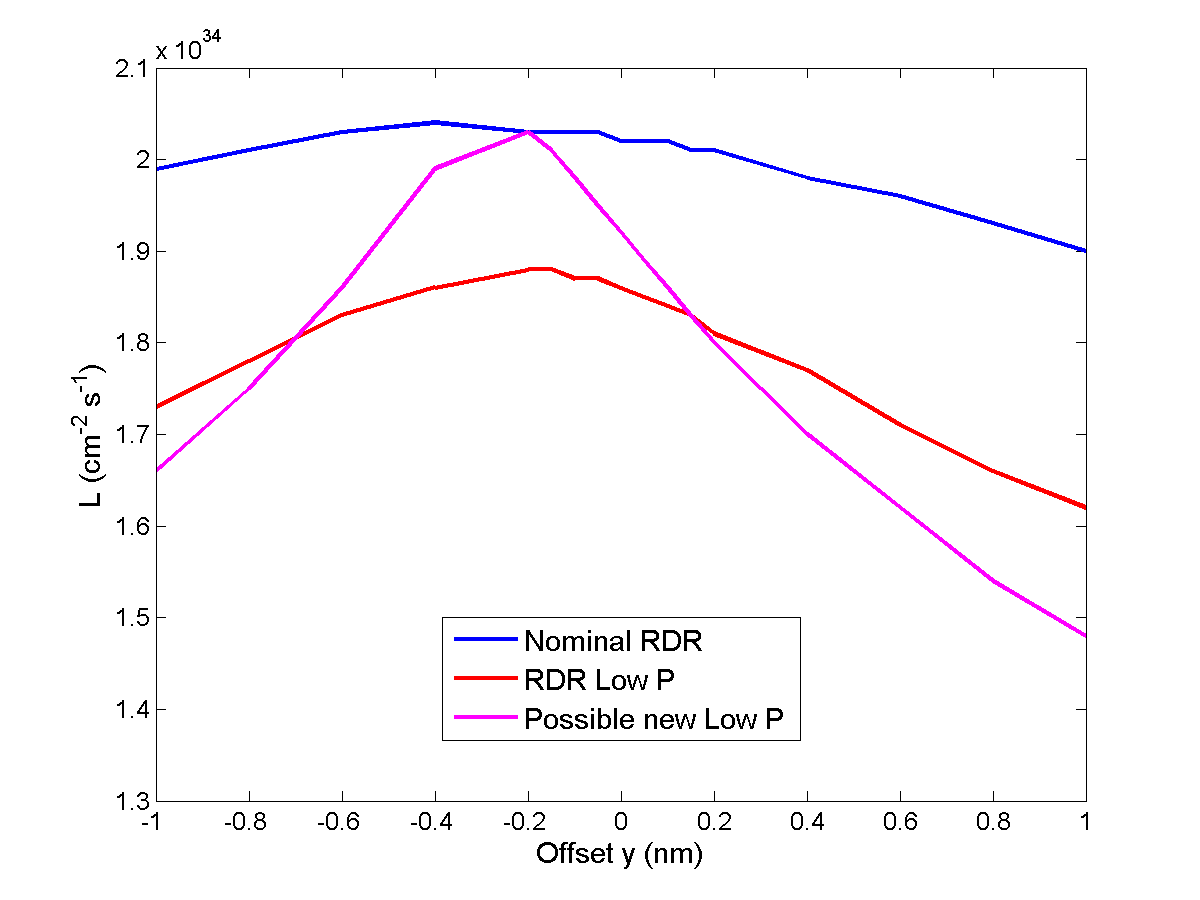 x 10^34
2.1
2
1.9
1.8
1.7
1.6
1.5
1.4
1.3
L (cm^-2 s^-1)
-1 -0.8 -0.6 -0.4 -0.2 0 0.2 0.4 0.6 0.8 1
Offset y (nm)
Nominal RDR
RDR Low P
Possible new Low P